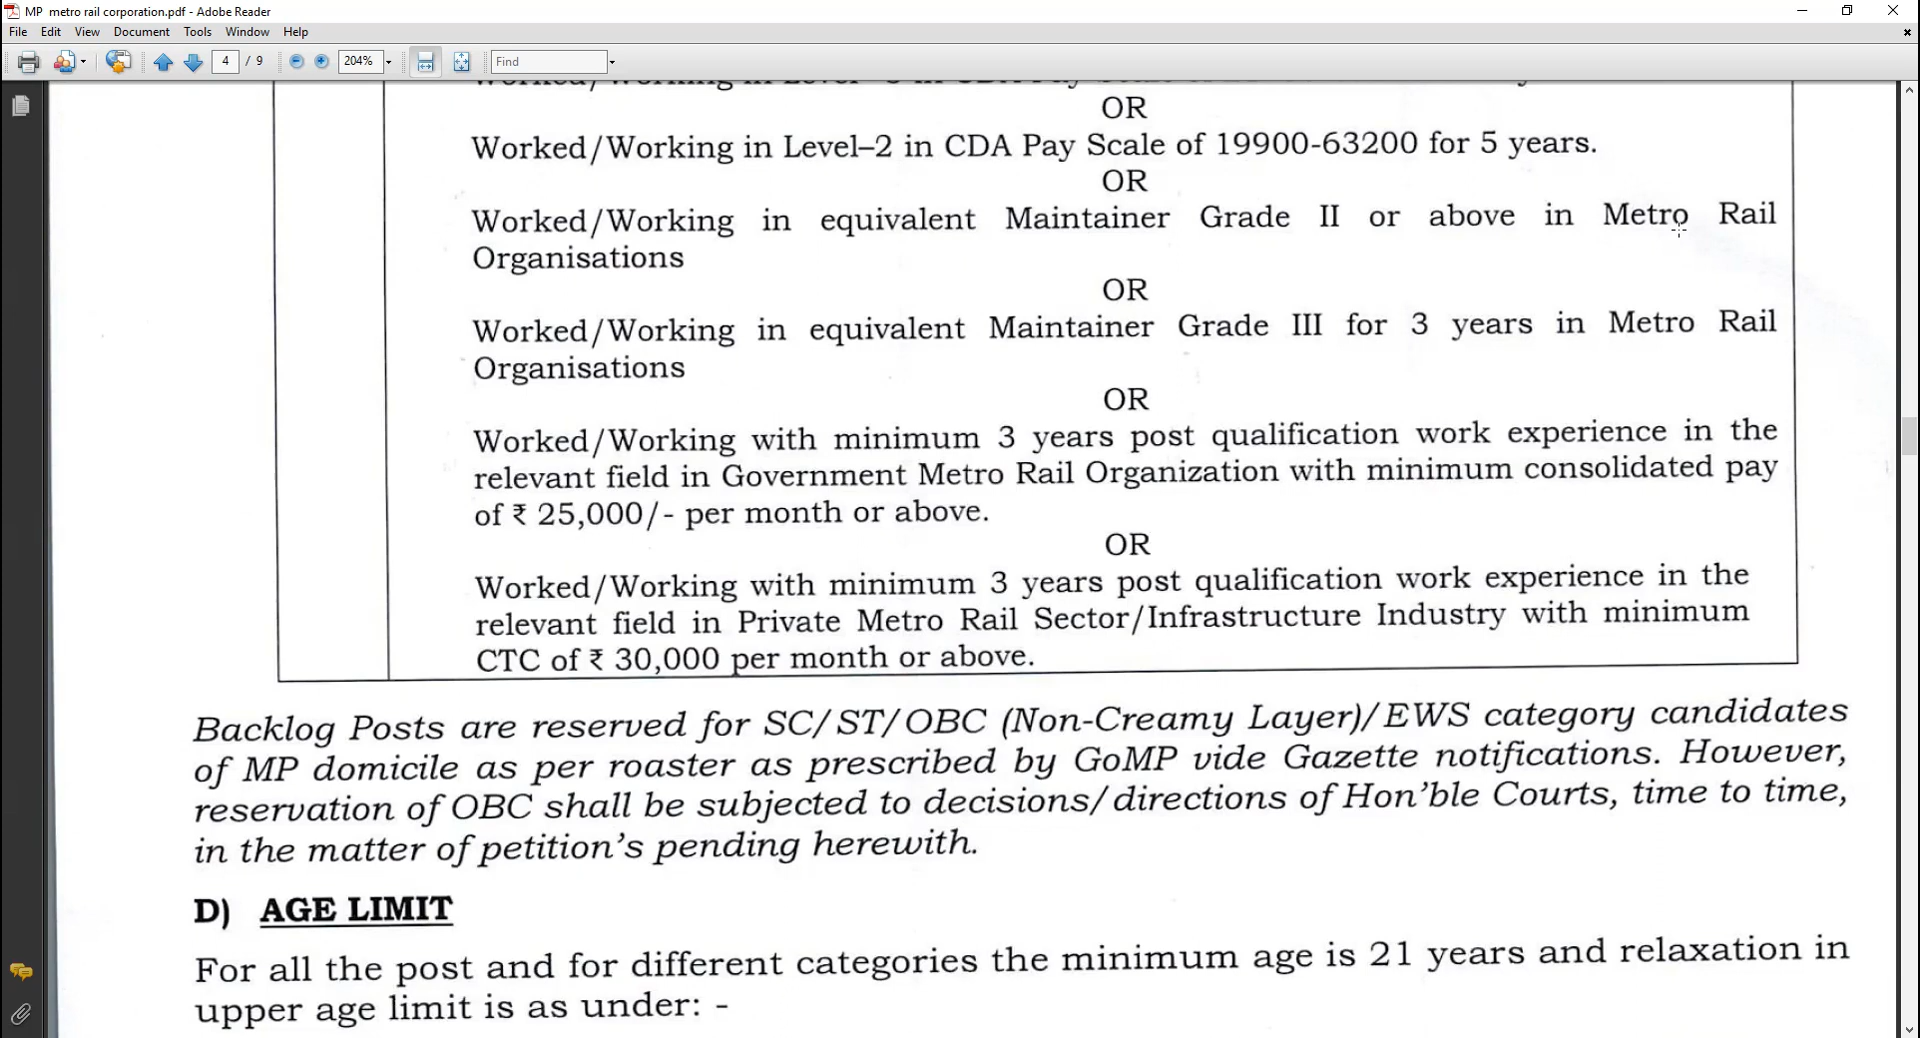 MP metro rail corporation.pdf - Adobe Reader
File Edit View Document Tools Window Help
4 / 9 204% Find
OR
Worked/Working in Level–2 in CDA Pay Scale of 19900-63200 for 5 years.
OR
Worked/Working in equivalent Maintainer Grade II or above in Metro Rail
Organisations
OR
Worked/Working in equivalent Maintainer Grade III for 3 years in Metro Rail
Organisations
OR
Worked/Working with minimum 3 years post qualification work experience in the
relevant field in Government Metro Rail Organization with minimum consolidated pay
of ₹ 25,000/- per month or above.
OR
Worked/Working with minimum 3 years post qualification work experience in the
relevant field in Private Metro Rail Sector/Infrastructure Industry with minimum
CTC of ₹ 30,000 per month or above.
Backlog Posts are reserved for SC/ST/OBC (Non-Creamy Layer)/EWS category candidates
of MP domicile as per roaster as prescribed by GoMP vide Gazette notifications. However,
reservation of OBC shall be subjected to decisions/directions of Hon'ble Courts, time to time,
in the matter of petition's pending herewith.
D) AGE LIMIT
For all the post and for different categories the minimum age is 21 years and relaxation in
upper age limit is as under: -